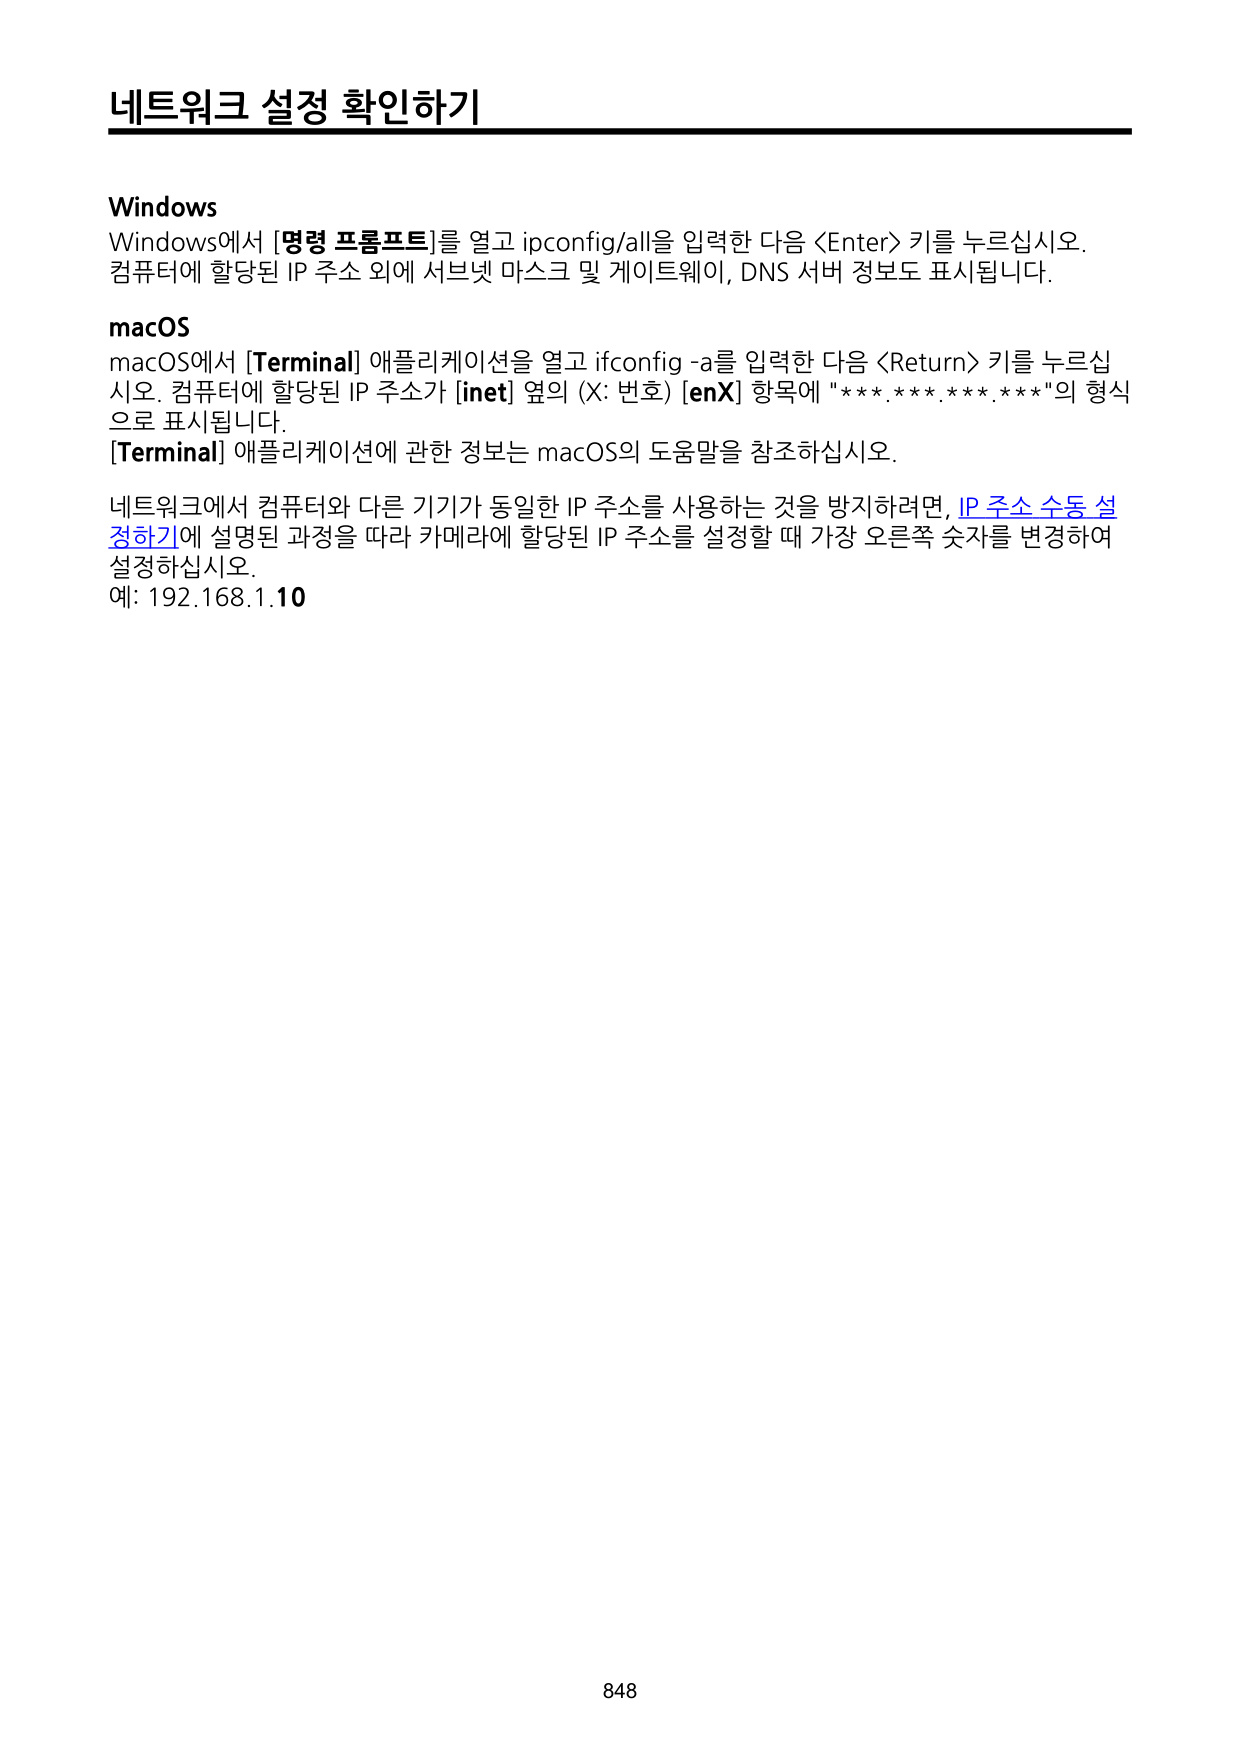 네트워크 설정 확인하기
Windows
Windows에서 [명령 프롬프트]를 열고 ipconfig/all을 입력한 다음 <Enter> 키를 누르십시오.
컴퓨터에 할당된 IP 주소 외에 서브넷 마스크 및 게이트웨이, DNS 서버 정보도 표시됩니다.
macOS
macOS에서 [Terminal] 애플리케이션을 열고 ifconfig -a를 입력한 다음 <Return> 키를 누르십
시오. 컴퓨터에 할당된 IP 주소가 [inet] 옆의 (X: 번호) [enX] 항목에 "***.***.***.***"의 형식
으로 표시됩니다.
[Terminal] 애플리케이션에 관한 정보는 macOS의 도움말을 참조하십시오.
네트워크에서 컴퓨터와 다른 기기가 동일한 IP 주소를 사용하는 것을 방지하려면, IP 주소 수동 설
정하기에 설명된 과정을 따라 카메라에 할당된 IP 주소를 설정할 때 가장 오른쪽 숫자를 변경하여
설정하십시오.
예: 192.168.1.10
848